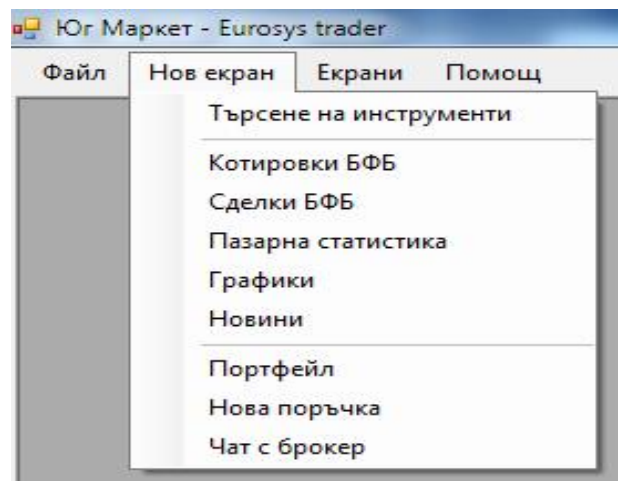 Юг Маркет - Eurosys trader
Файл Нов екран Екрани Помощ
Търсене на инструменти
Котировки БФБ
Сделки БФБ
Пазарна статистика
Графики
Новини
Портфейл
Нова поръчка
Чат с брокер